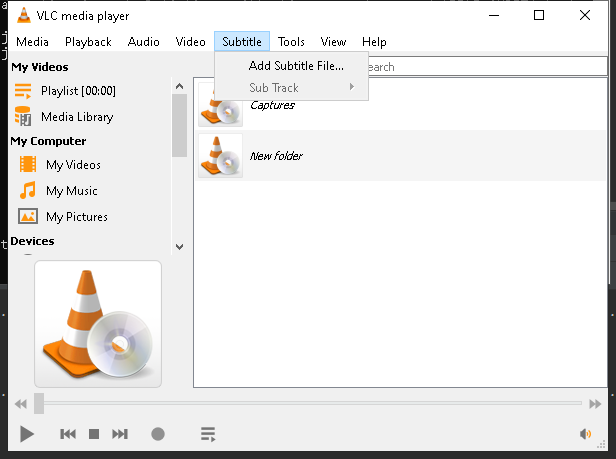 VLC media player
Media Playback Audio Video Subtitle Tools View Help
Add Subtitle File...
Sub Track
My Videos
Playlist [00:00]
Media Library
My Computer
My Videos
My Music
My Pictures
Devices
earch
Captures
New folder